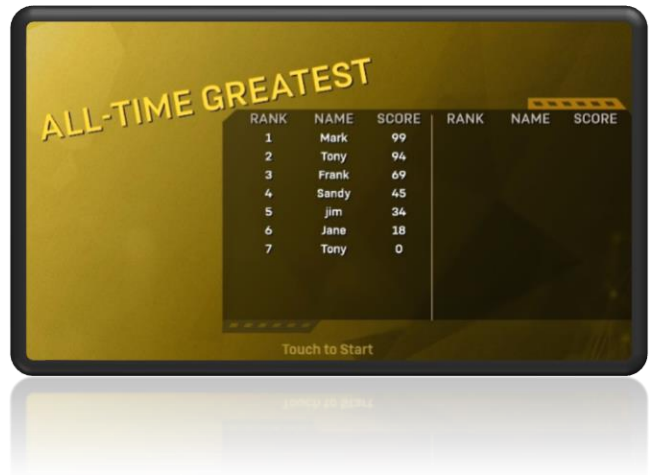 ALL-TIME GREATEST
RANK NAME SCORE RANK NAME SCORE
1 Mark 99
2 Tony 94
3 Frank 69
4 Sandy 45
5 jim 34
6 Jane 18
7 Tony 0
Touch to Start